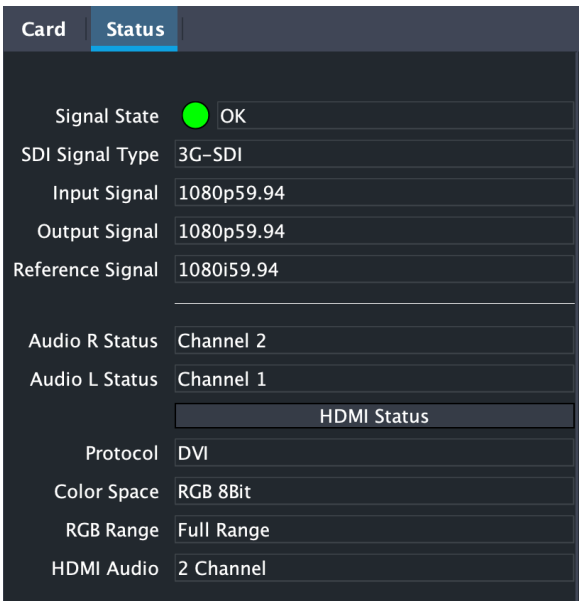 Card Status
Signal State OK
SDI Signal Type 3G-SDI
Input Signal 1080p59.94
Output Signal 1080p59.94
Reference Signal 1080i59.94
Audio R Status Channel 2
Audio L Status Channel 1
HDMI Status
Protocol DVI
Color Space RGB 8Bit
RGB Range Full Range
HDMI Audio 2 Channel